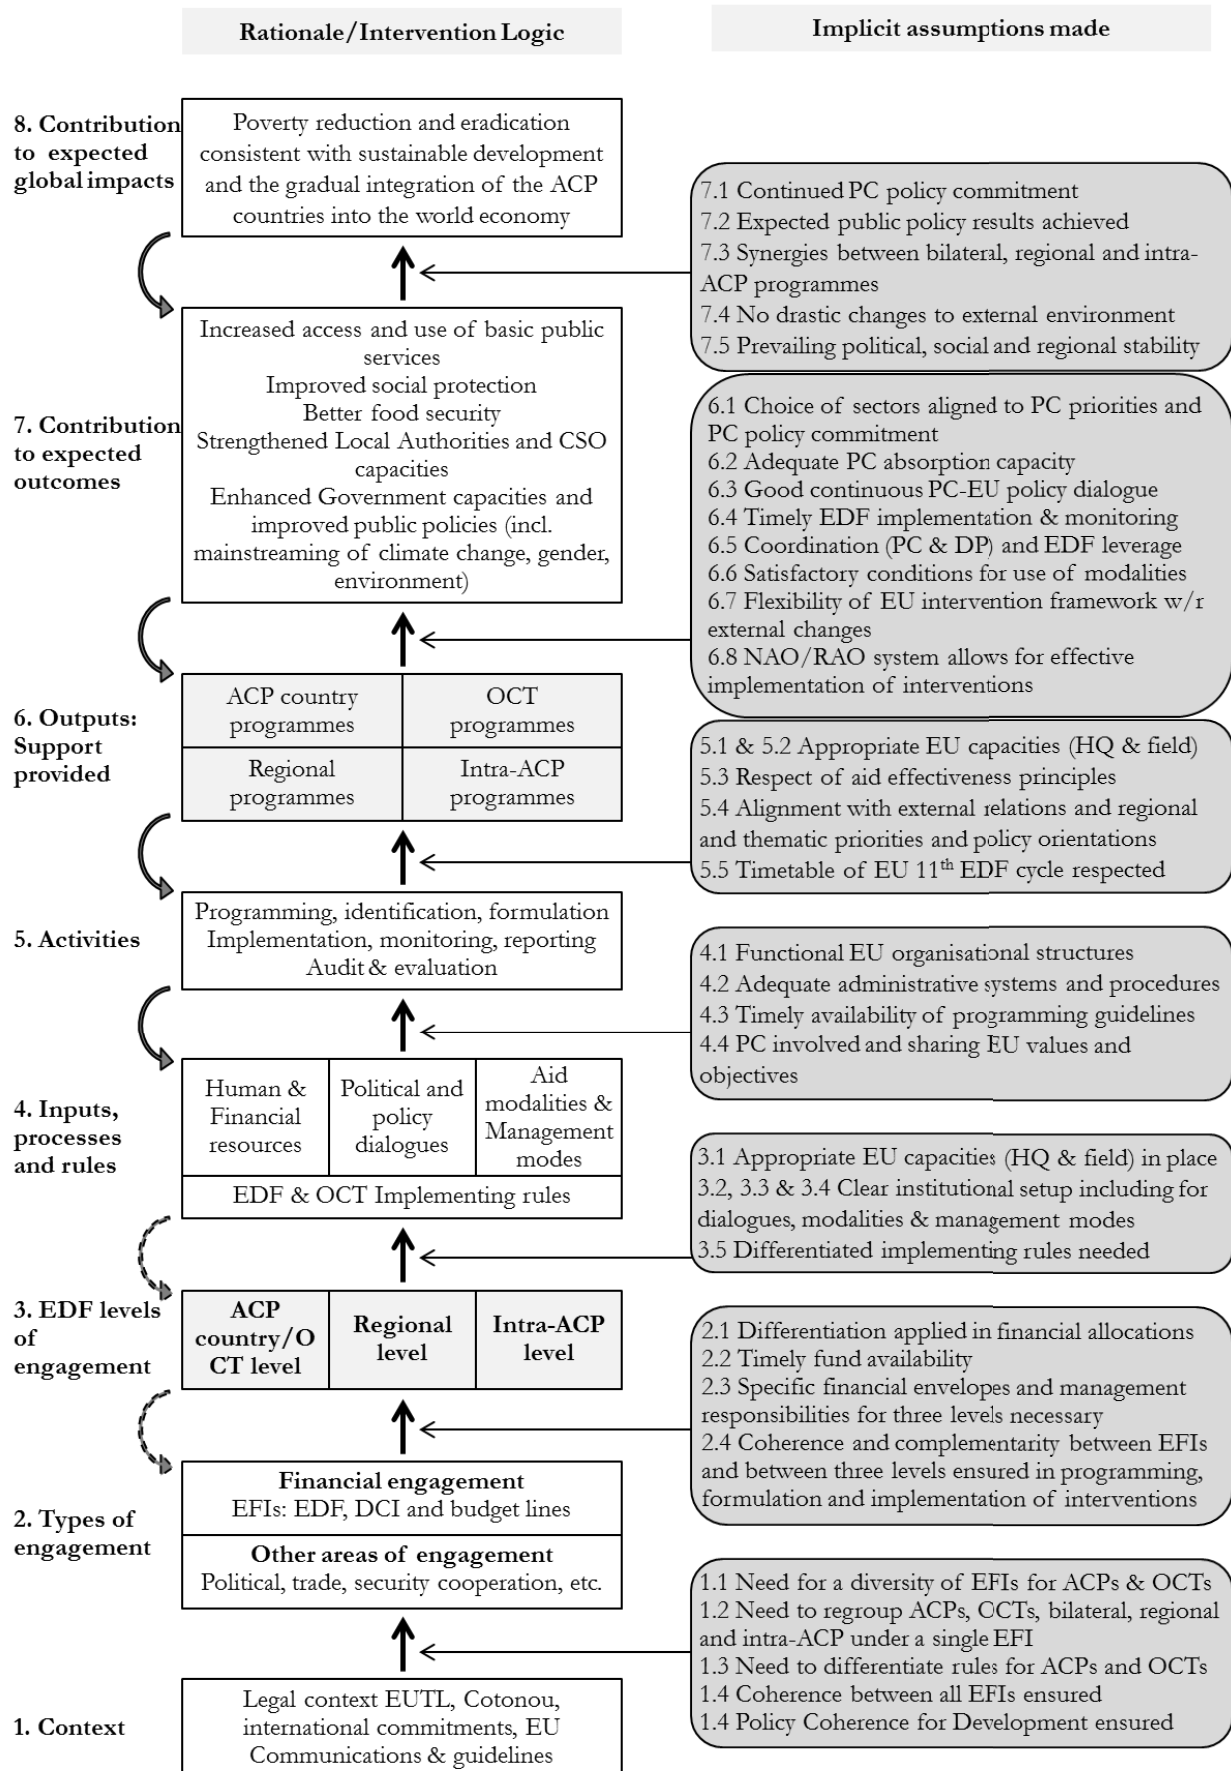 Rationale/Intervention Logic
Implicit assumptions made
8. Contribution
to expected
global impacts
Poverty reduction and eradication
consistent with sustainable development
and the gradual integration of the ACP
countries into the world economy
7.1 Continued PC policy commitment
7.2 Expected public policy results achieved
7.3 Synergies between bilateral, regional and intra-
ACP programmes
7.4 No drastic changes to external environment
7.5 Prevailing political, social and regional stability
7. Contribution
to expected
outcomes
Increased access and use of basic public
services
Improved social protection
Better food security
Strengthened Local Authorities and CSO
capacities
Enhanced Government capacities and
improved public policies (incl.
mainstreaming of climate change, gender,
environment)
6.1 Choice of sectors aligned to PC priorities and
PC policy commitment
6.2 Adequate PC absorption capacity
6.3 Good continuous PC-EU policy dialogue
6.4 Timely EDF implementation & monitoring
6.5 Coordination (PC & DP) and EDF leverage
6.6 Satisfactory conditions for use of modalities
6.7 Flexibility of EU intervention framework w/r
external changes
6.8 NAO/RAO system allows for effective
implementation of interventions
6. Outputs:
Support
provided
ACP country
programmes
OCT
programmes
Regional
programmes
Intra-ACP
programmes
5.1 & 5.2 Appropriate EU capacities (HQ & field)
5.3 Respect of aid effectiveness principles
5.4 Alignment with external relations and regional
and thematic priorities and policy orientations
5.5 Timetable of EU 11th EDF cycle respected
5. Activities
Programming, identification, formulation
Implementation, monitoring, reporting
Audit & evaluation
4.1 Functional EU organisational structures
4.2 Adequate administrative systems and procedures
4.3 Timely availability of programming guidelines
4.4 PC involved and sharing EU values and
objectives
4. Inputs,
processes
and rules
Human &
Financial
resources
Political and
policy
dialogues
Aid
modalities &
Management
modes
EDF & OCT Implementing rules
3.1 Appropriate EU capacities (HQ & field) in place
3.2, 3.3 & 3.4 Clear institutional setup including for
dialogues, modalities & management modes
3.5 Differentiated implementing rules needed
3. EDF levels
of
engagement
ACP
country/O
CT level
Regional
level
Intra-ACP
level
2.1 Differentiation applied in financial allocations
2.2 Timely fund availability
2.3 Specific financial envelopes and management
responsibilities for three levels necessary
2.4 Coherence and complementarity between EFIs
and between three levels ensured in programming,
formulation and implementation of interventions
2. Types of
engagement
Financial engagement
EFIs: EDF, DCI and budget lines
Other areas of engagement
Political, trade, security cooperation, etc.
1.1 Need for a diversity of EFIs for ACPs & OCTs
1.2 Need to regroup ACPs, OCTs, bilateral, regional
and intra-ACP under a single EFI
1.3 Need to differentiate rules for ACPs and OCTs
1.4 Coherence between all EFIs ensured
1.4 Policy Coherence for Development ensured
1. Context
Legal context EUTL, Cotonou,
international commitments, EU
Communications & guidelines